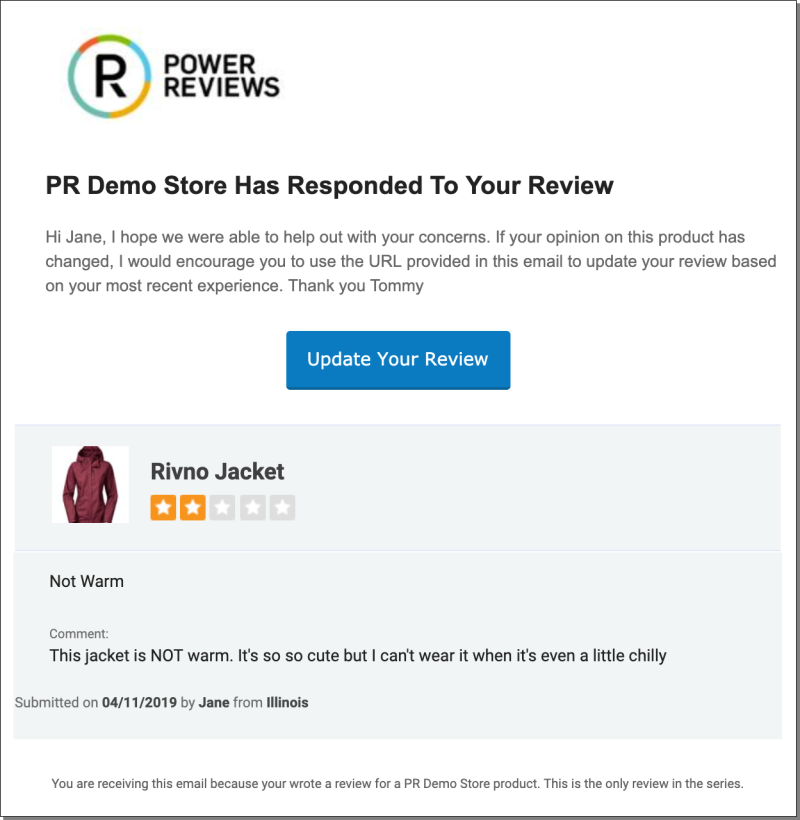 R
POWER
REVIEWS
PR Demo Store Has Responded To Your Review
Hi Jane, I hope we were able to help out with your concerns. If your opinion on this product has
changed, I would encourage you to use the URL provided in this email to update your review based
on your most recent experience. Thank you Tommy
Update Your Review
Rivno Jacket
Not Warm
Comment:
This jacket is NOT warm. It's so so cute but I can't wear it when it's even a little chilly
Submitted on 04/11/2019 by Jane from Illinois
You are receiving this email because your wrote a review for a PR Demo Store product. This is the only review in the series.